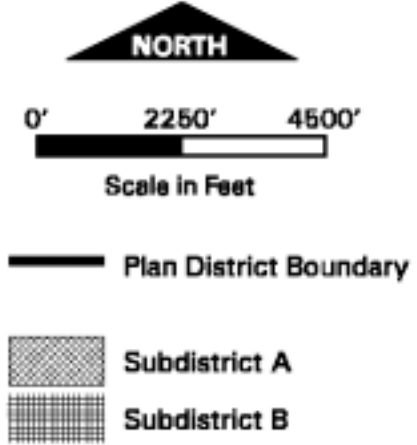 NORTH
0' 2250' 4500'
Scale in Feet
Plan District Boundary
Subdistrict A
Subdistrict B